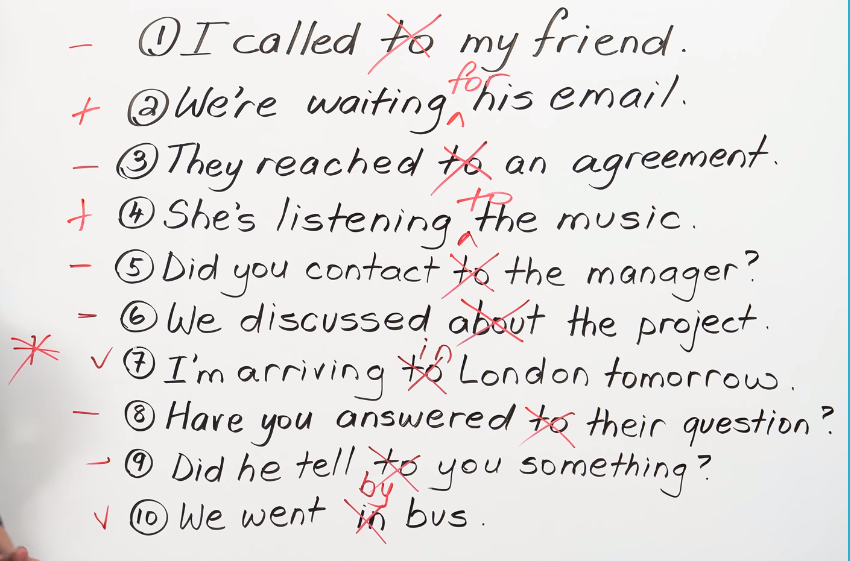 - ① I called to my friend.
for
+ ② We're waiting ^ his email.
- ③ They reached to an agreement.
to
+ ④ She's listening ^ the music.
- ⑤ Did you contact to the manager?
- ⑥ We discussed about the project.
in
* ✓ ⑦ I'm arriving to London tomorrow.
- ⑧ Have you answered to their question?
- ⑨ Did he tell to you something?
by
✓ ⑩ We went in bus.